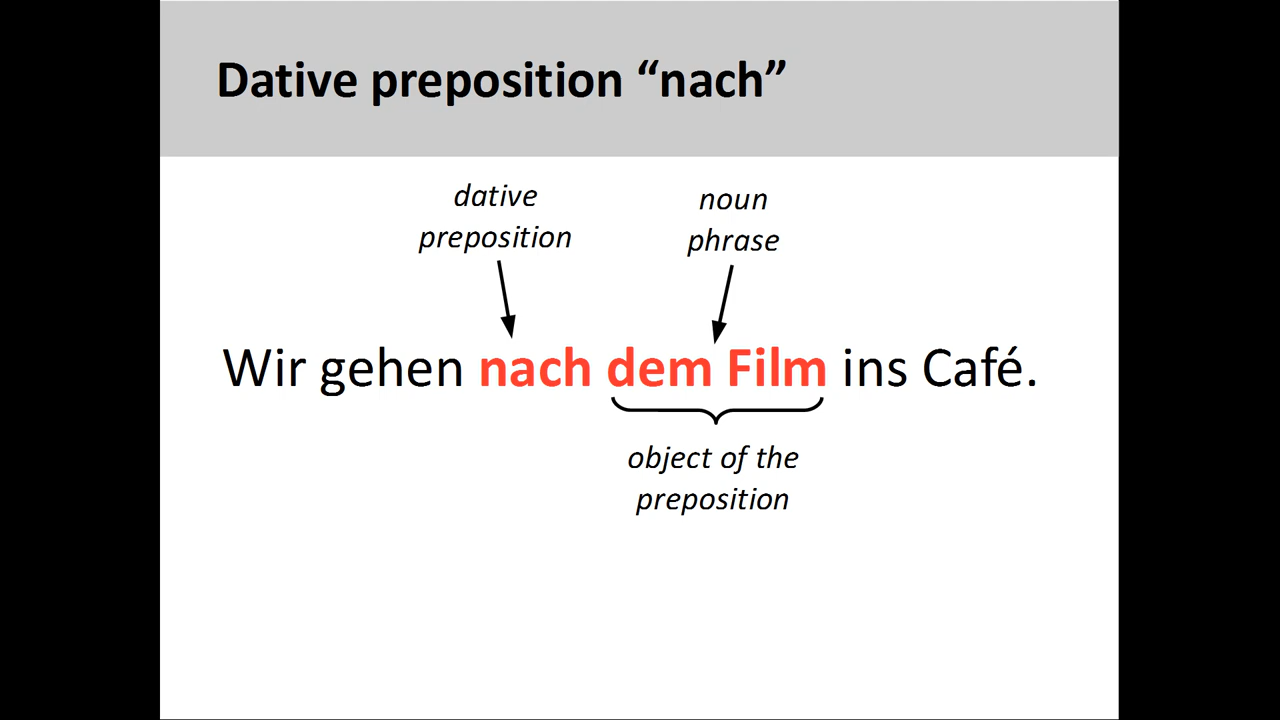 Dative preposition “nach”
dative
preposition
noun
phrase
Wir gehen nach dem Film ins Café.
object of the
preposition